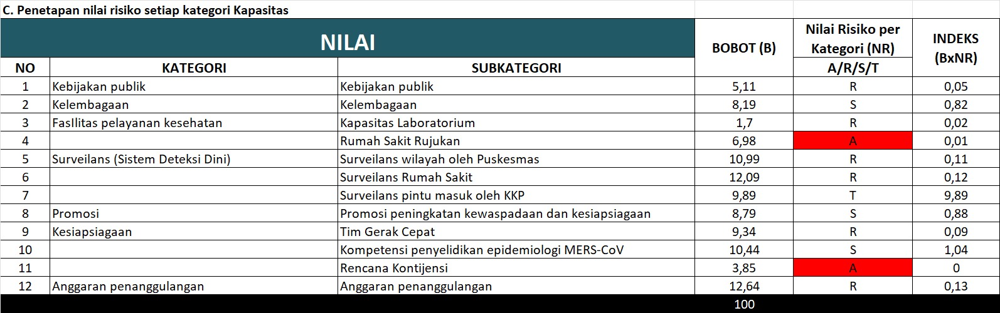 C. Penetapan nilai risiko setiap kategori Kapasitas
NILAI BOBOT (B) Nilai Risiko per Kategori (NR) INDEKS (BxNR)
NO KATEGORI SUBKATEGORI A/R/S/T
1 Kebijakan publik Kebijakan publik 5,11 R 0,05
2 Kelembagaan Kelembagaan 8,19 S 0,82
3 FasIlitas pelayanan kesehatan Kapasitas Laboratorium 1,7 R 0,02
4 Rumah Sakit Rujukan 6,98 A 0,01
5 Surveilans (Sistem Deteksi Dini) Surveilans wilayah oleh Puskesmas 10,99 R 0,11
6 Surveilans Rumah Sakit 12,09 R 0,12
7 Surveilans pintu masuk oleh KKP 9,89 T 9,89
8 Promosi Promosi peningkatan kewaspadaan dan kesiapsiagaan 8,79 S 0,88
9 Kesiapsiagaan Tim Gerak Cepat 9,34 R 0,09
10 Kompetensi penyelidikan epidemiologi MERS-CoV 10,44 S 1,04
11 Rencana Kontijensi 3,85 A 0
12 Anggaran penanggulangan Anggaran penanggulangan 12,64 R 0,13
100